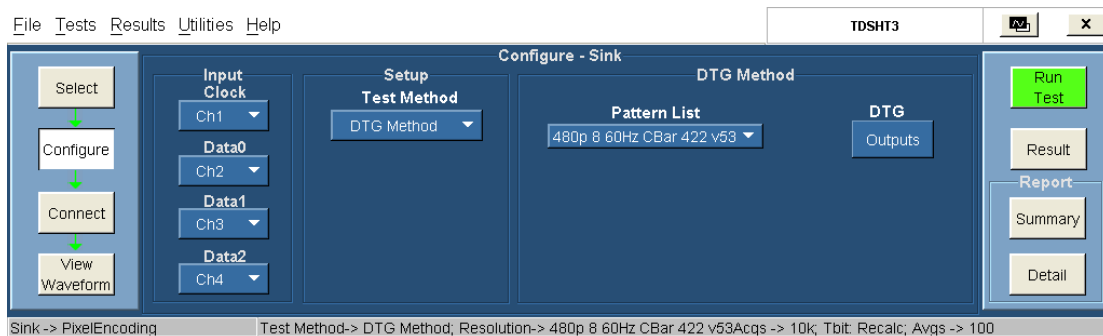 File Tests Results Utilities Help
TDSHT3
x
Configure - Sink
Select
Configure
Connect
View
Waveform
Input
Clock
Ch1
Data0
Ch2
Data1
Ch3
Data2
Ch4
Setup
Test Method
DTG Method
DTG Method
Pattern List
480p 8 60Hz CBar 422 v53
DTG
Outputs
Run
Test
Result
Report
Summary
Detail
Sink -> PixelEncoding
Test Method-> DTG Method; Resolution-> 480p 8 60Hz CBar 422 v53Acqs -> 10k; Tbit: Recalc; Avgs -> 100